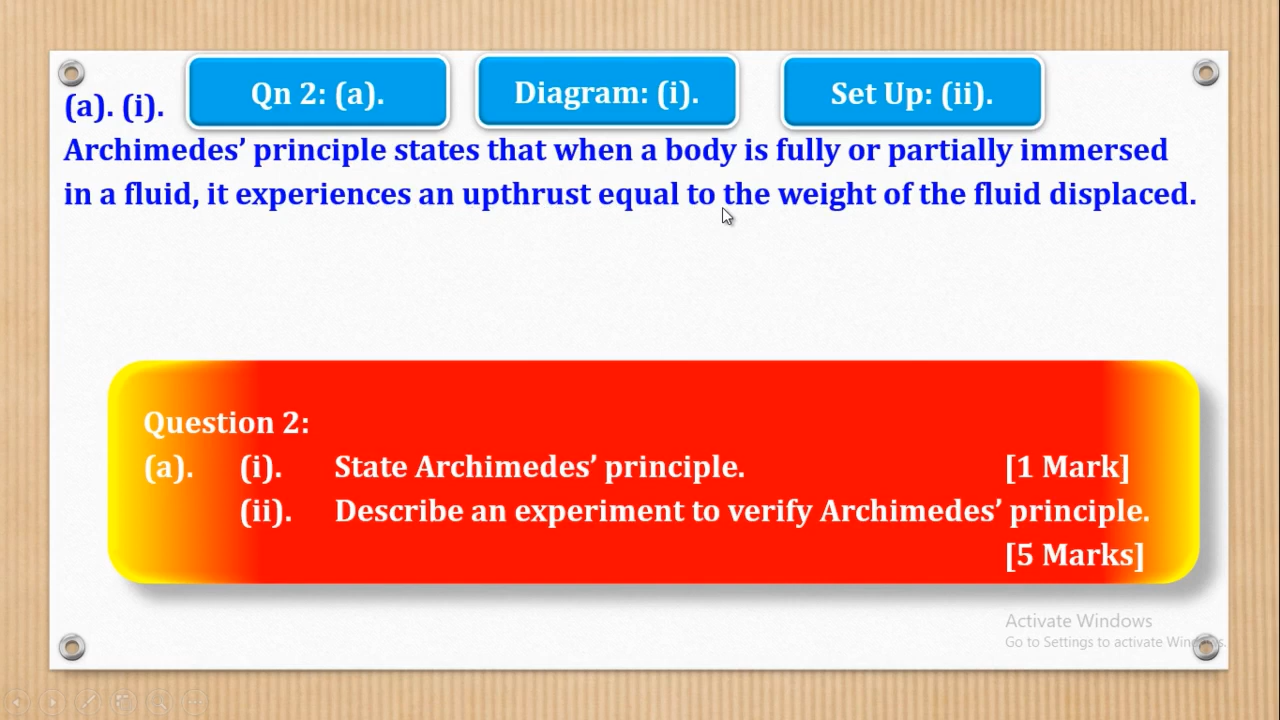 Qn 2: (a).
Diagram: (i).
Set Up: (ii).
(a). (i).
Archimedes’ principle states that when a body is fully or partially immersed
in a fluid, it experiences an upthrust equal to the weight of the fluid displaced.
Question 2:
(a). (i). State Archimedes’ principle. [1 Mark]
(ii). Describe an experiment to verify Archimedes’ principle.
[5 Marks]
Activate Windows
Go to Settings to activate Windows.